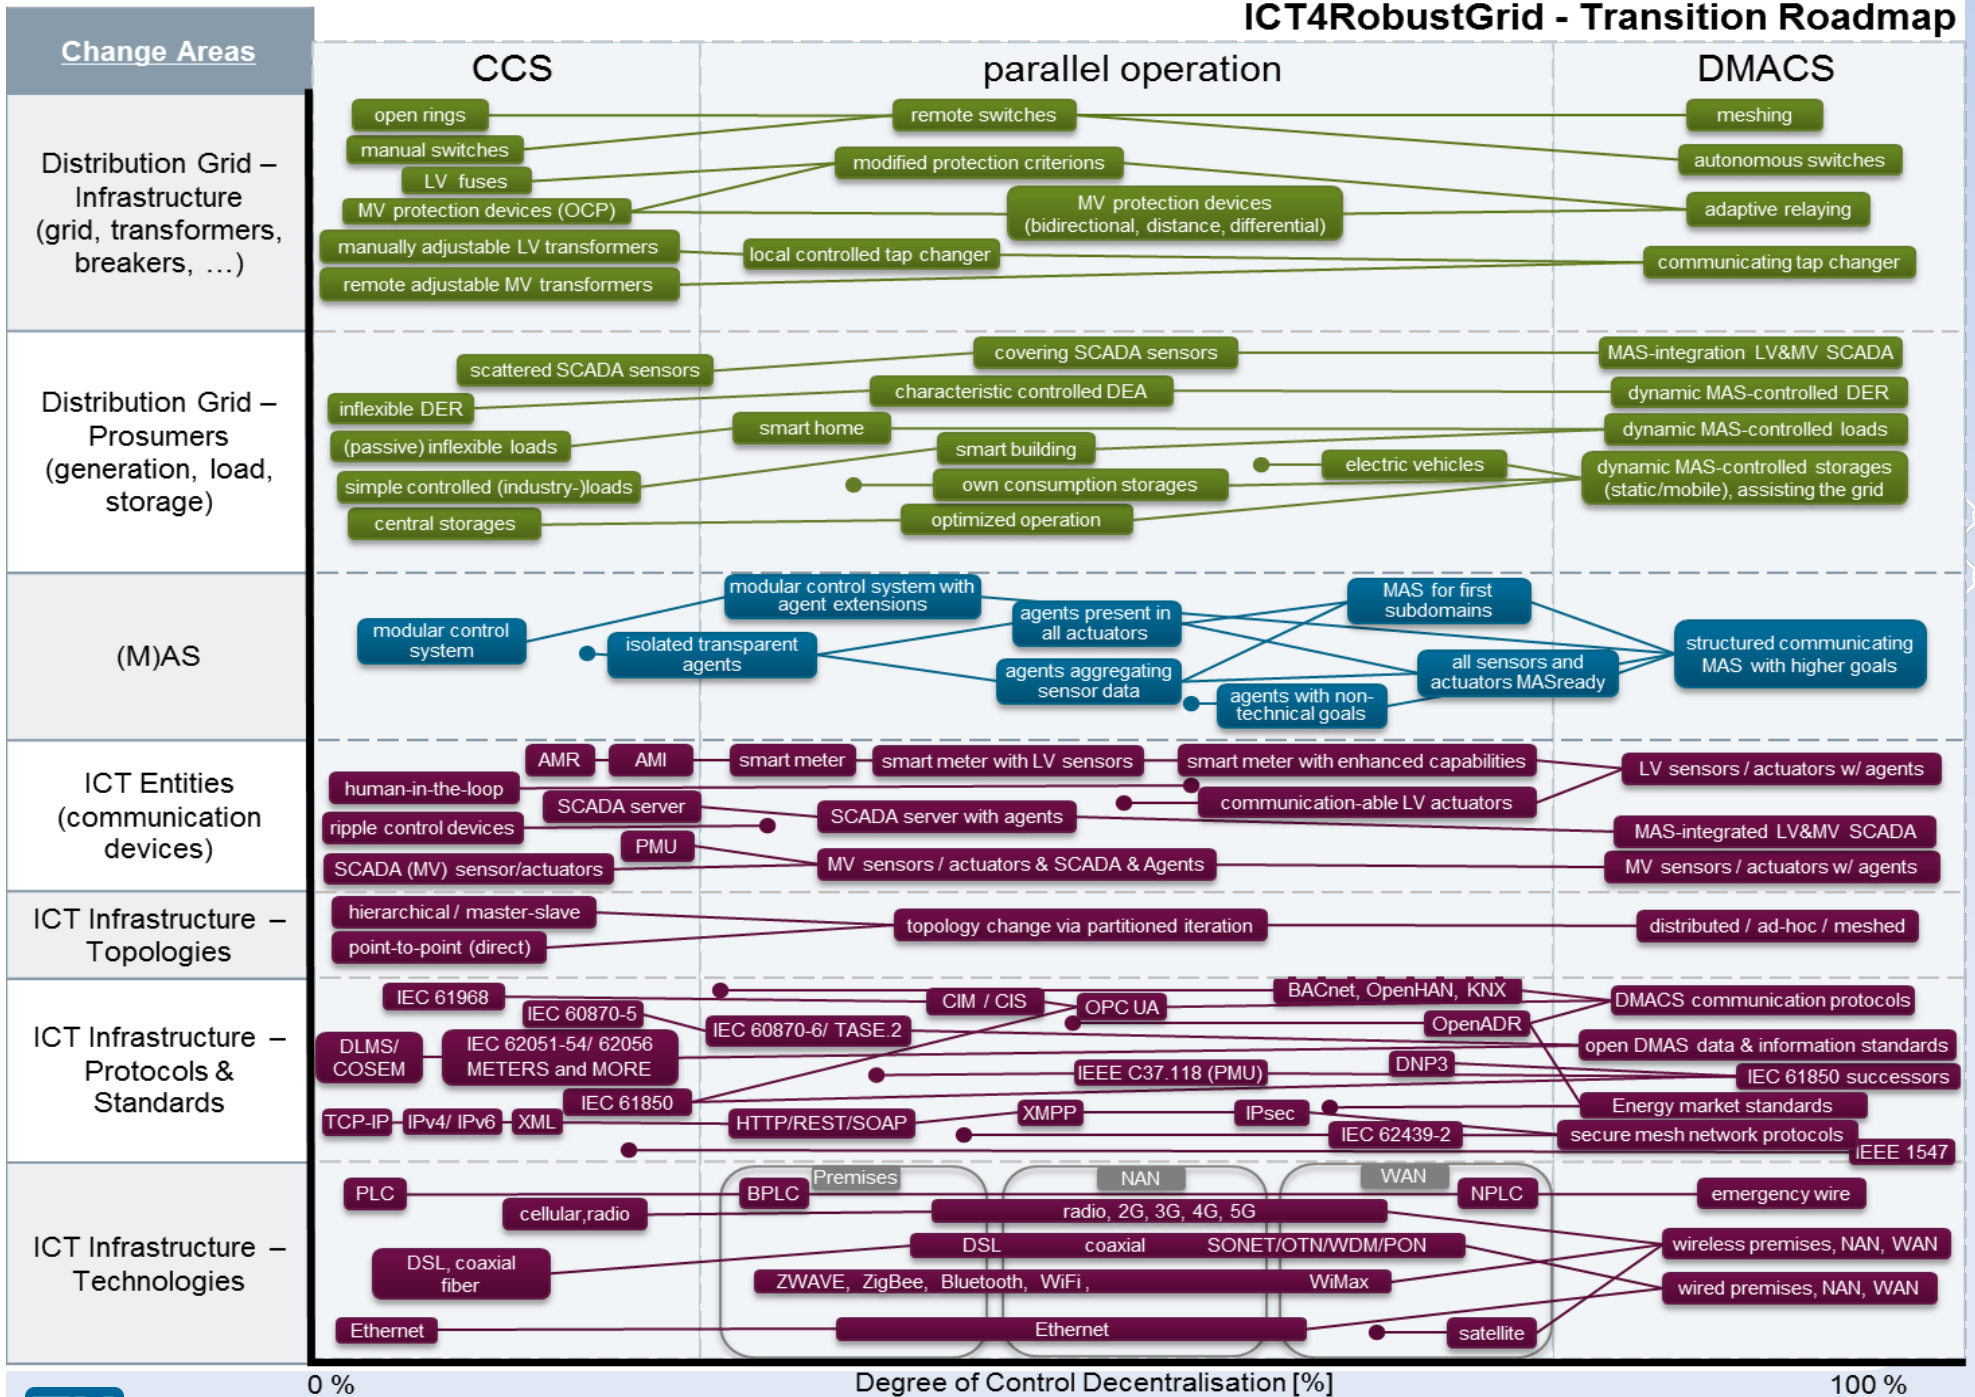 ICT4RobustGrid - Transition Roadmap
Change Areas
CCS
parallel operation
DMACS
Distribution Grid –
Infrastructure
(grid, transformers,
breakers, …)
open rings
remote switches
meshing
manual switches
modified protection criterions
autonomous switches
LV fuses
MV protection devices (OCP)
MV protection devices
(bidirectional, distance, differential)
adaptive relaying
manually adjustable LV transformers
local controlled tap changer
communicating tap changer
remote adjustable MV transformers
Distribution Grid –
Prosumers
(generation, load,
storage)
scattered SCADA sensors
covering SCADA sensors
MAS-integration LV&MV SCADA
inflexible DER
characteristic controlled DEA
dynamic MAS-controlled DER
(passive) inflexible loads
smart home
dynamic MAS-controlled loads
smart building
electric vehicles
simple controlled (industry-)loads
own consumption storages
dynamic MAS-controlled storages
(static/mobile), assisting the grid
central storages
optimized operation
(M)AS
modular control
system
modular control system with
agent extensions
isolated transparent
agents
agents present in
all actuators
agents aggregating
sensor data
MAS for first
subdomains
all sensors and
actuators MASready
agents with non-
technical goals
structured communicating
MAS with higher goals
ICT Entities
(communication
devices)
AMR
AMI
smart meter
smart meter with LV sensors
smart meter with enhanced capabilities
LV sensors / actuators w/ agents
human-in-the-loop
SCADA server
communication-able LV actuators
ripple control devices
SCADA server with agents
MAS-integrated LV&MV SCADA
PMU
SCADA (MV) sensor/actuators
MV sensors / actuators & SCADA & Agents
MV sensors / actuators w/ agents
ICT Infrastructure –
Topologies
hierarchical / master-slave
point-to-point (direct)
topology change via partitioned iteration
distributed / ad-hoc / meshed
ICT Infrastructure –
Protocols &
Standards
IEC 61968
CIM / CIS
BACnet, OpenHAN, KNX
DMACS communication protocols
IEC 60870-5
OPC UA
IEC 60870-6/ TASE.2
OpenADR
DLMS/
COSEM
IEC 62051-54/ 62056
METERS and MORE
open DMAS data & information standards
IEEE C37.118 (PMU)
DNP3
IEC 61850 successors
IEC 61850
Energy market standards
TCP-IP
IPv4/ IPv6
XML
HTTP/REST/SOAP
XMPP
IPsec
IEC 62439-2
secure mesh network protocols
IEEE 1547
ICT Infrastructure –
Technologies
Premises
NAN
WAN
PLC
BPLC
NPLC
emergency wire
cellular,radio
radio, 2G, 3G, 4G, 5G
DSL, coaxial
fiber
DSL coaxial SONET/OTN/WDM/PON
wireless premises, NAN, WAN
ZWAVE, ZigBee, Bluetooth, WiFi, WiMax
wired premises, NAN, WAN
Ethernet
Ethernet
satellite
0 %
Degree of Control Decentralisation [%]
100 %